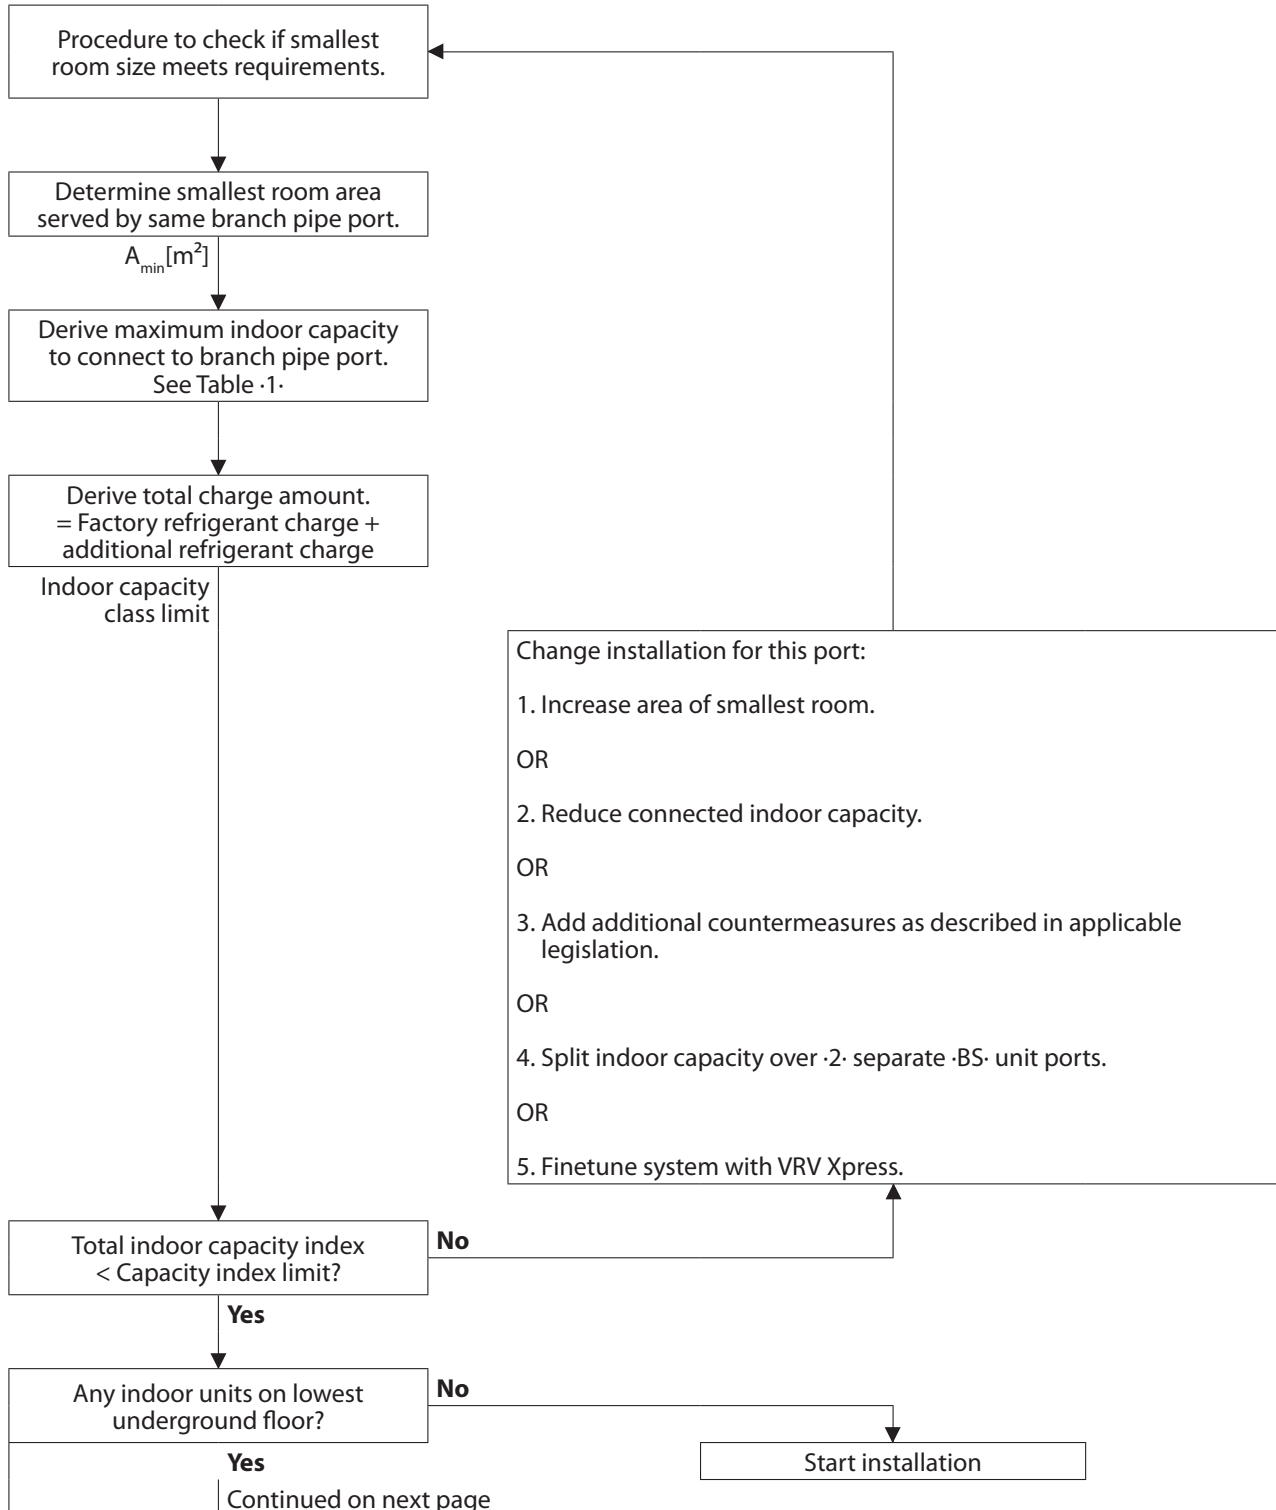 Procedure to check if smallest
room size meets requirements.
Determine smallest room area
served by same branch pipe port.
Aₘᵢₙ[m²]
Derive maximum indoor capacity
to connect to branch pipe port.
See Table ·1·
Derive total charge amount.
= Factory refrigerant charge +
additional refrigerant charge
Indoor capacity
class limit
Change installation for this port:
1. Increase area of smallest room.
OR
2. Reduce connected indoor capacity.
OR
3. Add additional countermeasures as described in applicable
legislation.
OR
4. Split indoor capacity over ·2· separate ·BS· unit ports.
OR
5. Finetune system with VRV Xpress.
Total indoor capacity index
< Capacity index limit?
No
Yes
Any indoor units on lowest
underground floor?
No
Start installation
Yes
Continued on next page